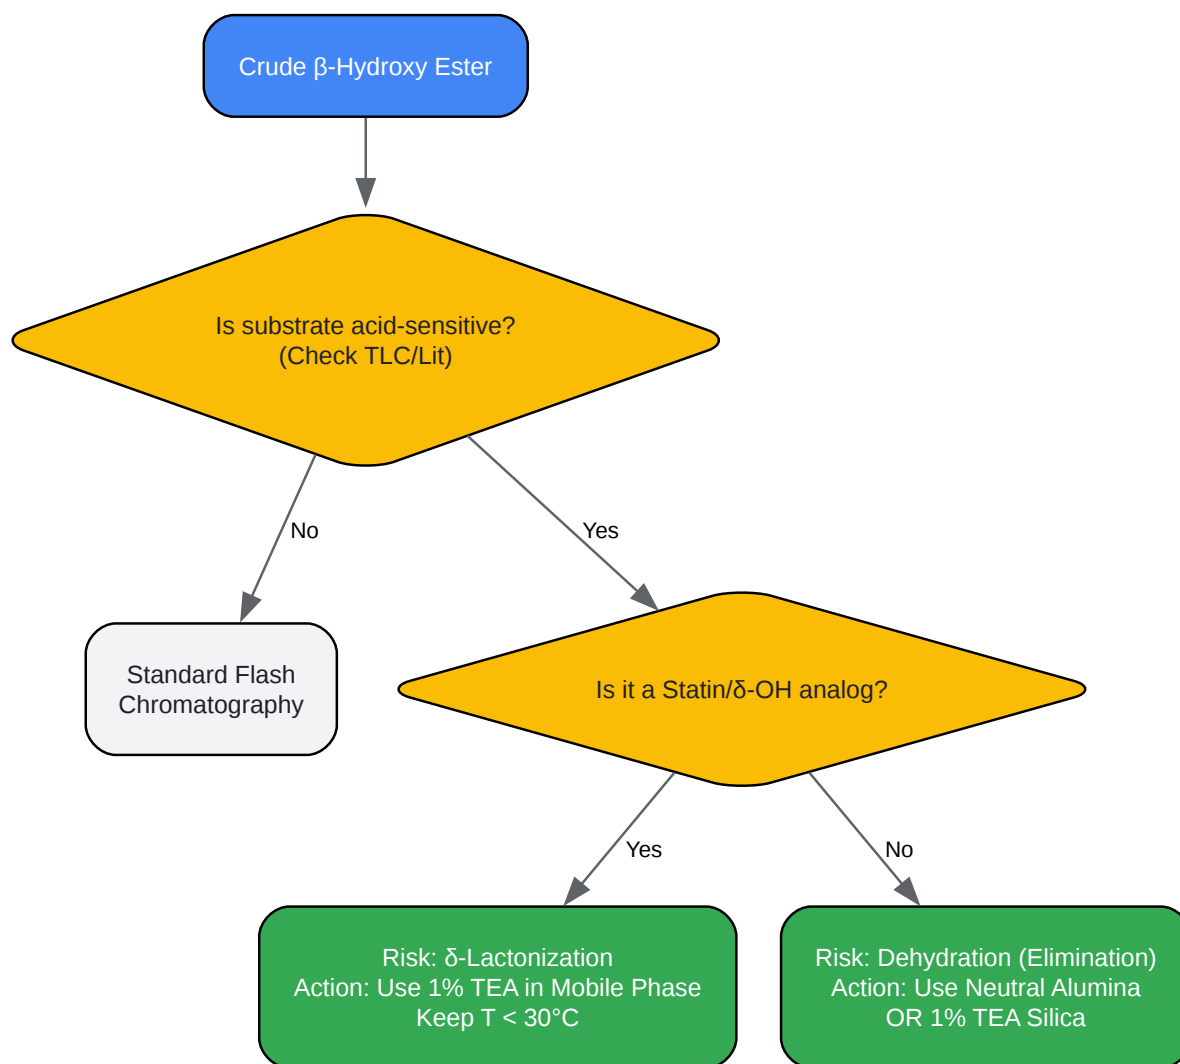 Crude β-Hydroxy Ester
Is substrate acid-sensitive?
(Check TLC/Lit)
No
Yes
Standard Flash
Chromatography
Is it a Statin/δ-OH analog?
Yes
No
Risk: δ-Lactonization
Action: Use 1% TEA in Mobile Phase
Keep T < 30°C
Risk: Dehydration (Elimination)
Action: Use Neutral Alumina
OR 1% TEA Silica